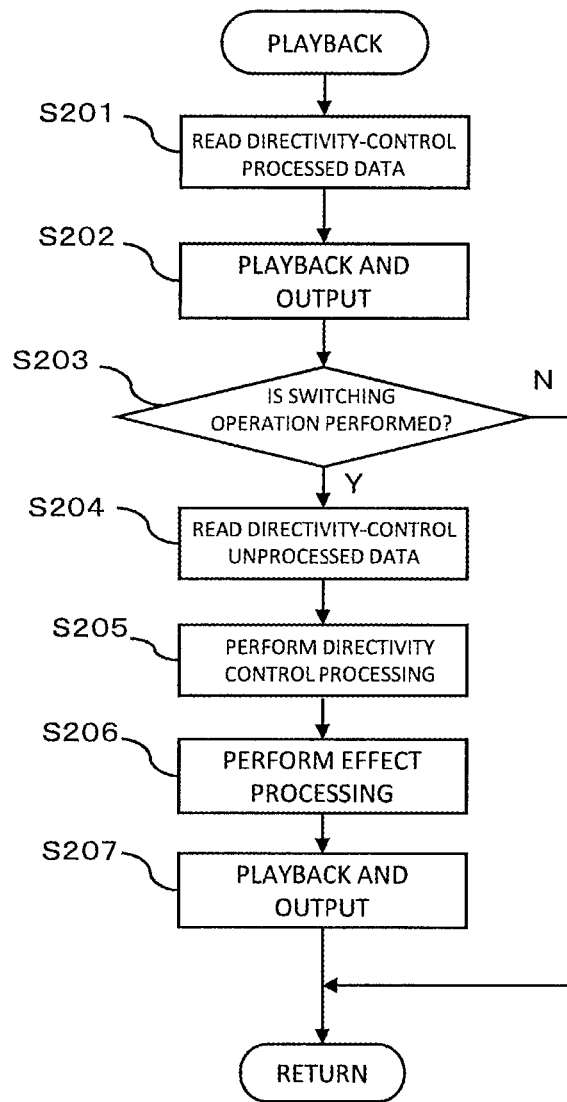 PLAYBACK
S201
READ DIRECTIVITY-CONTROL
PROCESSED DATA
S202
PLAYBACK AND
OUTPUT
S203
IS SWITCHING
OPERATION PERFORMED?
N
Y
S204
READ DIRECTIVITY-CONTROL
UNPROCESSED DATA
S205
PERFORM DIRECTIVITY
CONTROL PROCESSING
S206
PERFORM EFFECT
PROCESSING
S207
PLAYBACK AND
OUTPUT
RETURN